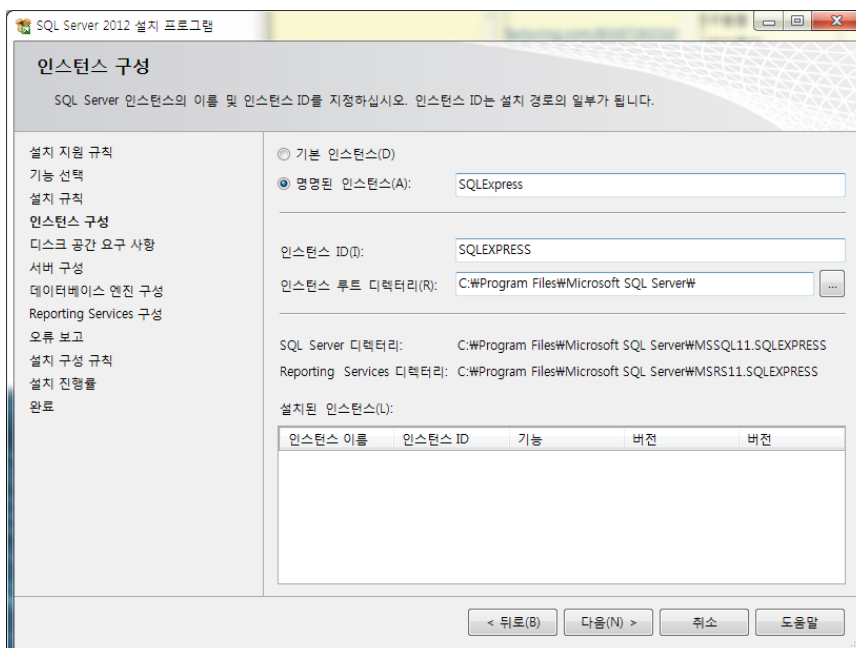 SQL Server 2012 설치 프로그램
인스턴스 구성
SQL Server 인스턴스의 이름 및 인스턴스 ID를 지정하십시오. 인스턴스 ID는 설치 경로의 일부가 됩니다.
설치 지원 규칙
기능 선택
설치 규칙
인스턴스 구성
디스크 공간 요구 사항
서버 구성
데이터베이스 엔진 구성
Reporting Services 구성
오류 보고
설치 구성 규칙
설치 진행률
완료
기본 인스턴스(D)
명명된 인스턴스(A): SQLExpress
인스턴스 ID(I): SQLEXPRESS
인스턴스 루트 디렉터리(R): C:₩Program Files₩Microsoft SQL Server₩ ...
SQL Server 디렉터리: C:₩Program Files₩Microsoft SQL Server₩MSSQL11.SQLEXPRESS
Reporting Services 디렉터리: C:₩Program Files₩Microsoft SQL Server₩MSRS11.SQLEXPRESS
설치된 인스턴스(L):
인스턴스 이름 인스턴스 ID 기능 버전 버전
< 뒤로(B) 다음(N) > 취소 도움말